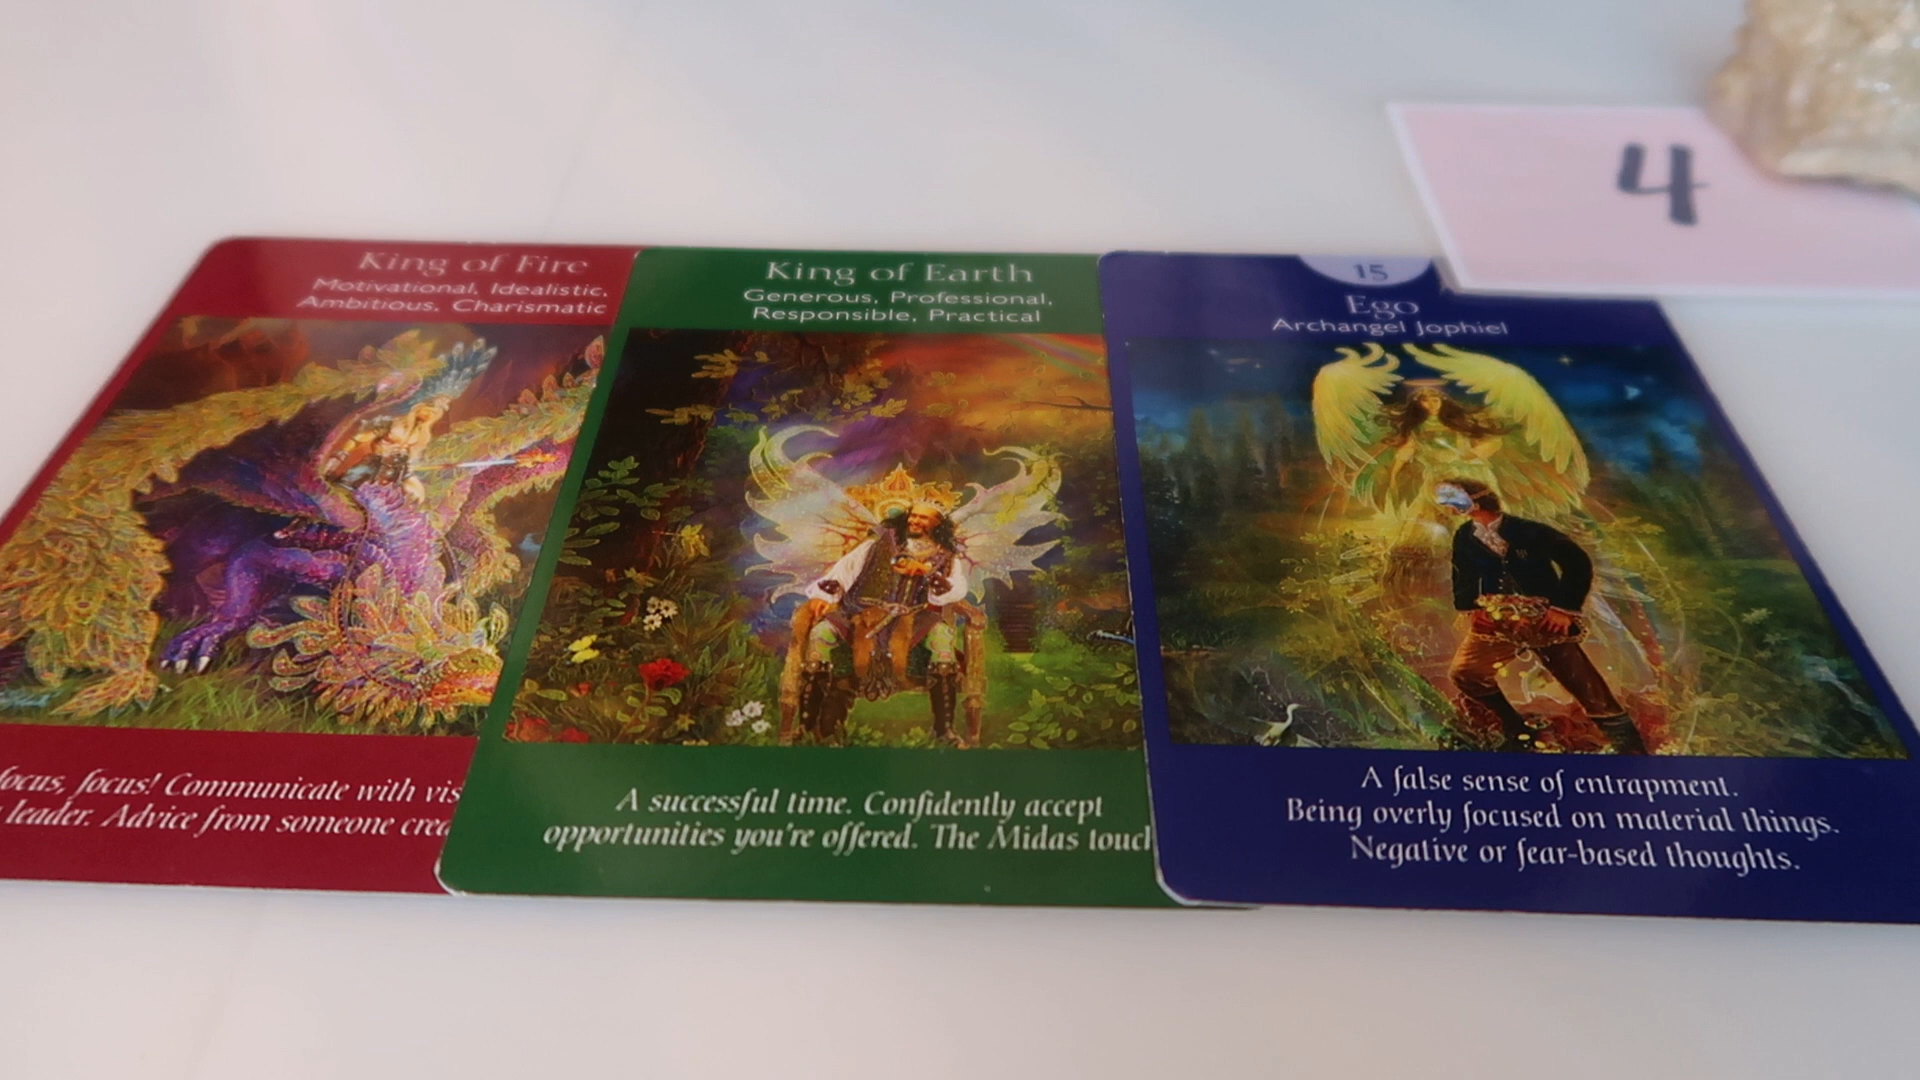 King of Fire
Motivational, Idealistic,
Ambitious, Charismatic
focus, focus! Communicate with
leader. Advice from someone
King of Earth
Generous, Professional,
Responsible, Practical
A successful time. Confidently accept
opportunities you're offered. The Midas touch
15
Ego
Archangel Jophiel
A false sense of entrapment.
Being overly focused on material things.
Negative or fear-based thoughts.
4